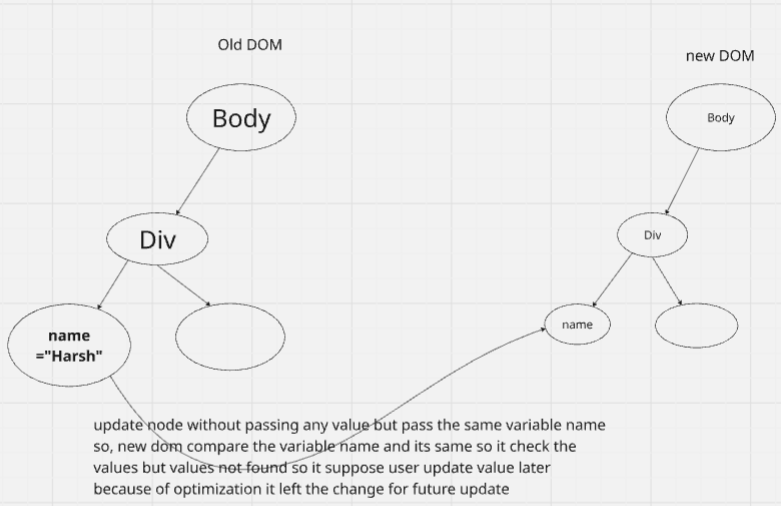 Old DOM
new DOM
Body
Body
Div
Div
name
="Harsh"
name
update node without passing any value but pass the same variable name
so, new dom compare the variable name and its same so it check the
values but values not found so it suppose user update value later
because of optimization it left the change for future update